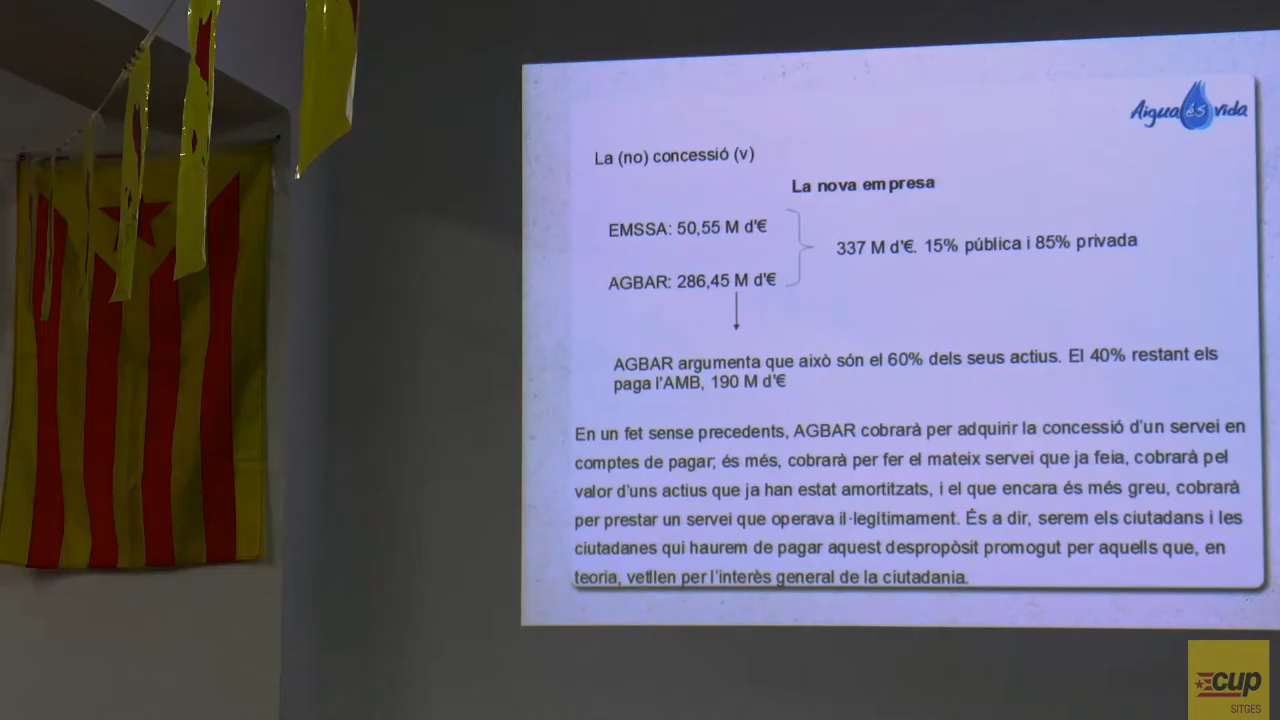 Aigua és vida
La (no) concessió (v)
La nova empresa
EMSSA: 50,55 M d'€
337 M d'€. 15% pública i 85% privada
AGBAR: 286,45 M d'€
AGBAR argumenta que això són el 60% dels seus actius. El 40% restant els
paga l'AMB, 190 M d'€
En un fet sense precedents, AGBAR cobrarà per adquirir la concessió d'un servei en
comptes de pagar; és més, cobrarà per fer el mateix servei que ja feia, cobrarà pel
valor d'uns actius que ja han estat amortitzats, i el que encara és més greu, cobrarà
per prestar un servei que operava il·legítimament. És a dir, serem els ciutadans i les
ciutadanes qui haurem de pagar aquest despropòsit promogut per aquells que, en
teoria, vetllen per l'interès general de la ciutadania.
cup
SITGES